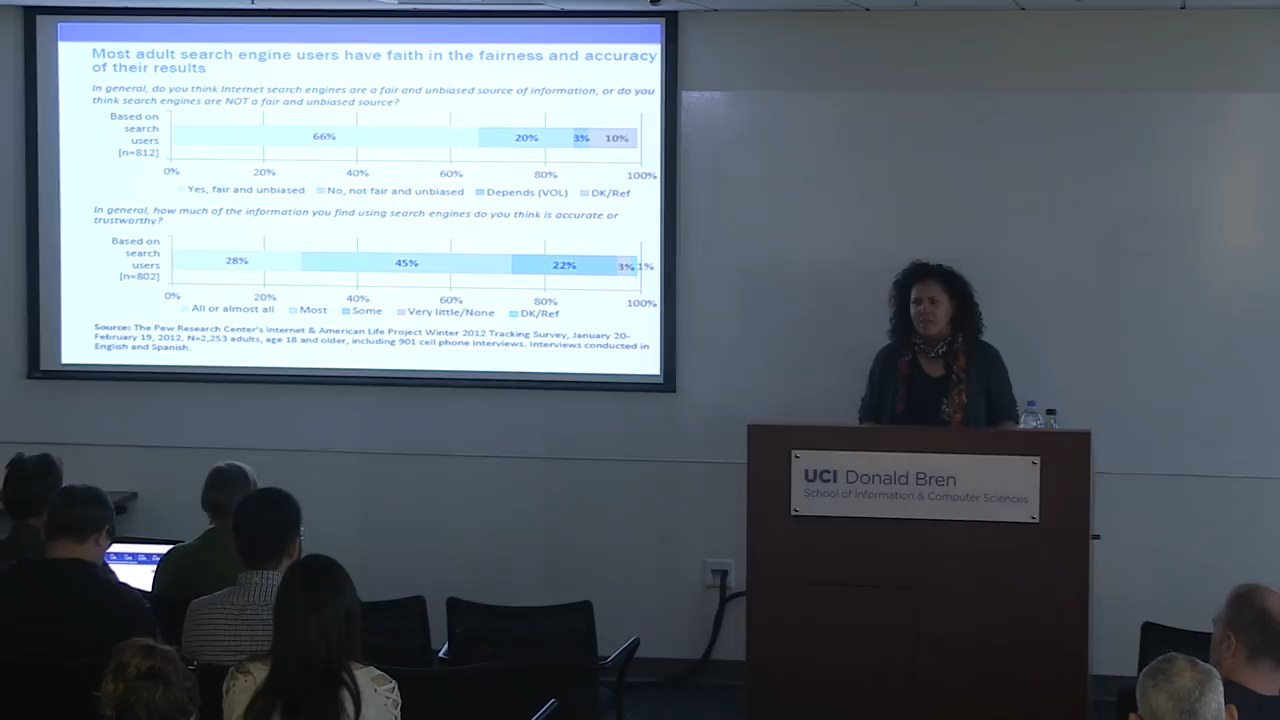 Most adult search engine users have faith in the fairness and accuracy
of their results
In general, do you think Internet search engines are a fair and unbiased source of information, or do you
think search engines are NOT a fair and unbiased source?
Based on
search
users
[n=812]
66% 20% 3% 10%
0% 20% 40% 60% 80% 100%
Yes, fair and unbiased No, not fair and unbiased Depends (VOL) DK/Ref
In general, how much of the information you find using search engines do you think is accurate or
trustworthy?
Based on
search
users
[n=802]
28% 45% 22% 3% 1%
0% 20% 40% 60% 80% 100%
All or almost all Most Some Very little/None DK/Ref
Source: The Pew Research Center's Internet & American Life Project Winter 2012 Tracking Survey, January 20-
February 19, 2012. N=2,253 adults, age 18 and older, including 901 cell phone interviews. Interviews conducted in
English and Spanish.
UCI Donald Bren
School of Information & Computer Sciences